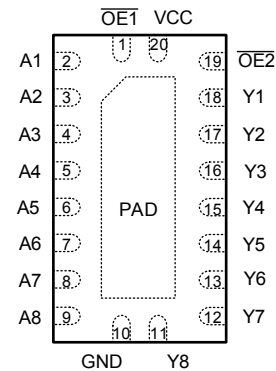 OE1 VCC
1 20
A1 2 19 OE2
A2 3 18 Y1
A3 4 17 Y2
A4 5 16 Y3
A5 6 PAD 15 Y4
A6 7 14 Y5
A7 8 13 Y6
A8 9 12 Y7
10 11
GND Y8